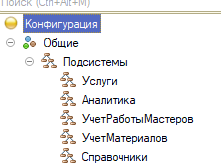 Поиск (Ctrl+Alt+M)
Конфигурация
Общие
Подсистемы
Услуги
Аналитика
УчетРаботыМастеров
УчетМатериалов
Справочники